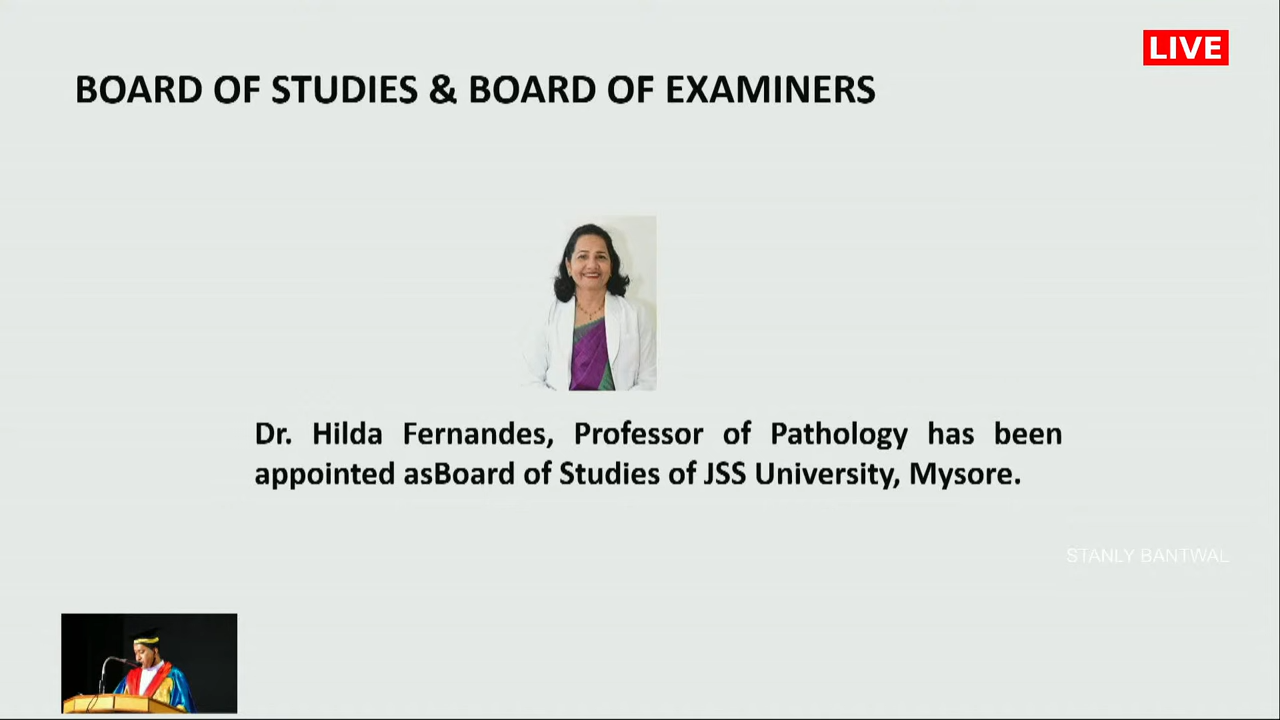 LIVE
BOARD OF STUDIES & BOARD OF EXAMINERS
Dr. Hilda Fernandes, Professor of Pathology has been
appointed asBoard of Studies of JSS University, Mysore.
STANLY BANTWAL